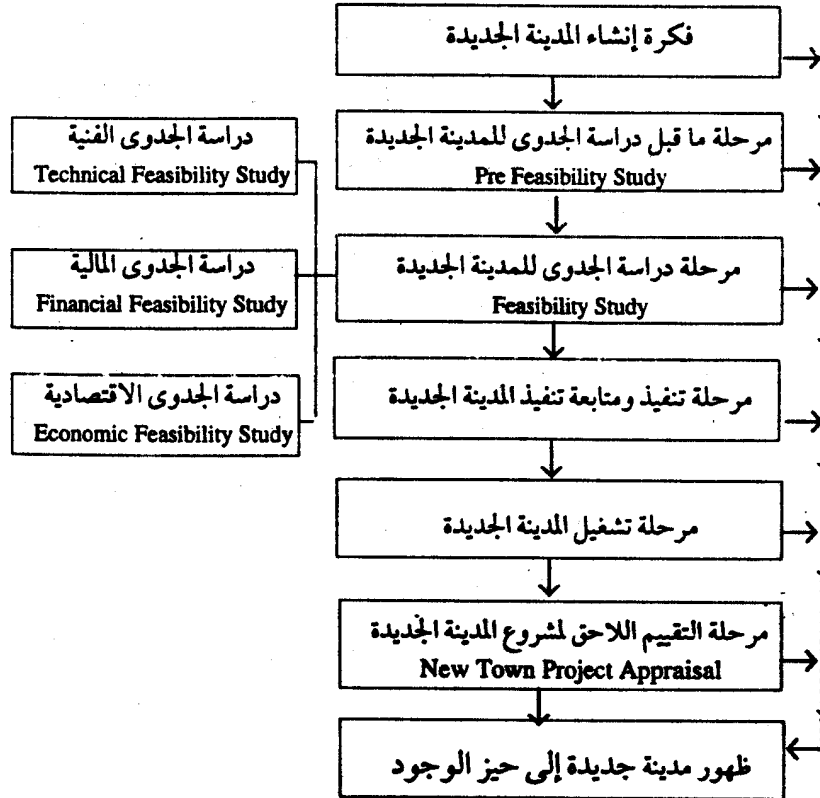 فكرة إنشاء المدينة الجديدة
مرحلة ما قبل دراسة الجدوى للمدينة الجديدة
Pre Feasibility Study
دراسة الجدوى الفنية
Technical Feasibility Study
مرحلة دراسة الجدوى للمدينة الجديدة
Feasibility Study
دراسة الجدوى المالية
Financial Feasibility Study
مرحلة تنفيذ ومتابعة تنفيذ المدينة الجديدة
دراسة الجدوى الاقتصادية
Economic Feasibility Study
مرحلة تشغيل المدينة الجديدة
مرحلة التقييم اللاحق لمشروع المدينة الجديدة
New Town Project Appraisal
ظهور مدينة جديدة إلى حيز الوجود